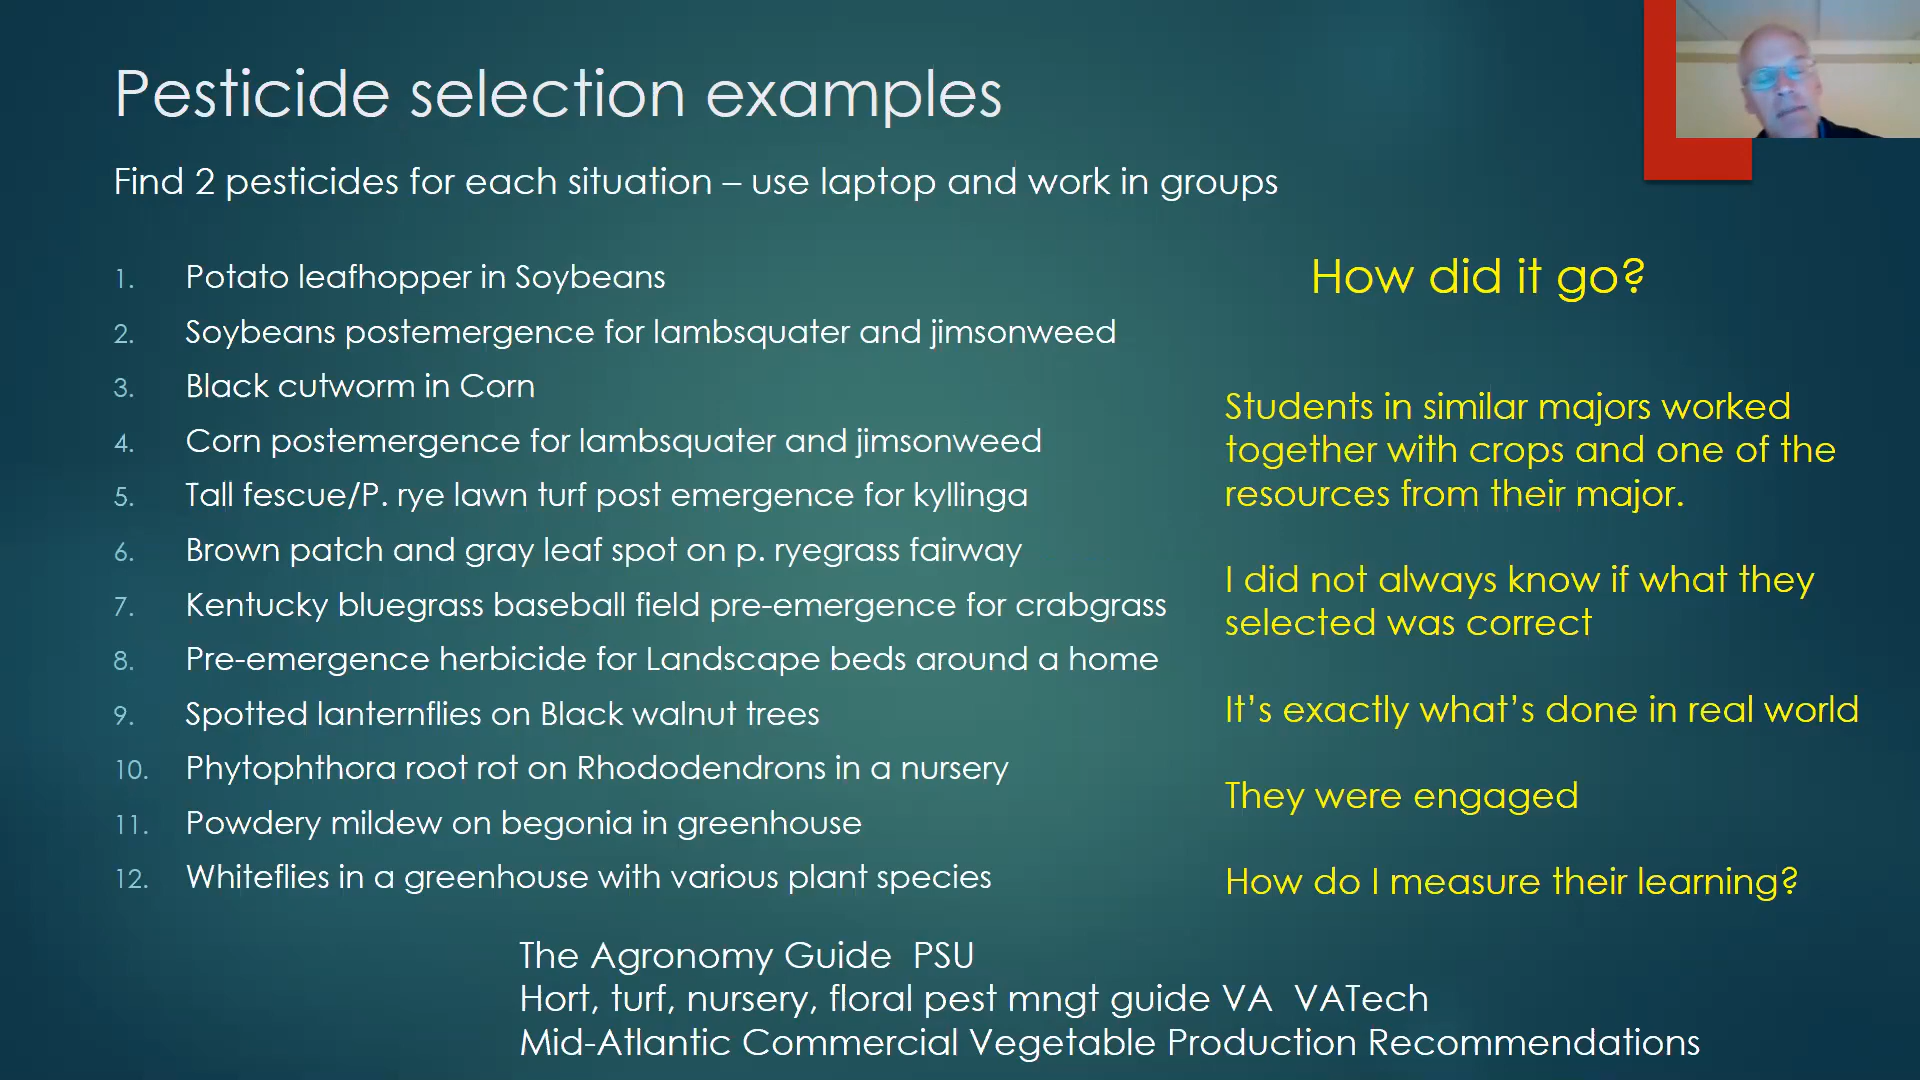 Pesticide selection examples
Find 2 pesticides for each situation – use laptop and work in groups
1. Potato leafhopper in Soybeans
2. Soybeans postemergence for lambsquater and jimsonweed
3. Black cutworm in Corn
4. Corn postemergence for lambsquater and jimsonweed
5. Tall fescue/P. rye lawn turf post emergence for kyllinga
6. Brown patch and gray leaf spot on p. ryegrass fairway
7. Kentucky bluegrass baseball field pre-emergence for crabgrass
8. Pre-emergence herbicide for Landscape beds around a home
9. Spotted lanternflies on Black walnut trees
10. Phytophthora root rot on Rhododendrons in a nursery
11. Powdery mildew on begonia in greenhouse
12. Whiteflies in a greenhouse with various plant species
How did it go?
Students in similar majors worked
together with crops and one of the
resources from their major.
I did not always know if what they
selected was correct
It’s exactly what’s done in real world
They were engaged
How do I measure their learning?
The Agronomy Guide PSU
Hort, turf, nursery, floral pest mngt guide VA VATech
Mid-Atlantic Commercial Vegetable Production Recommendations